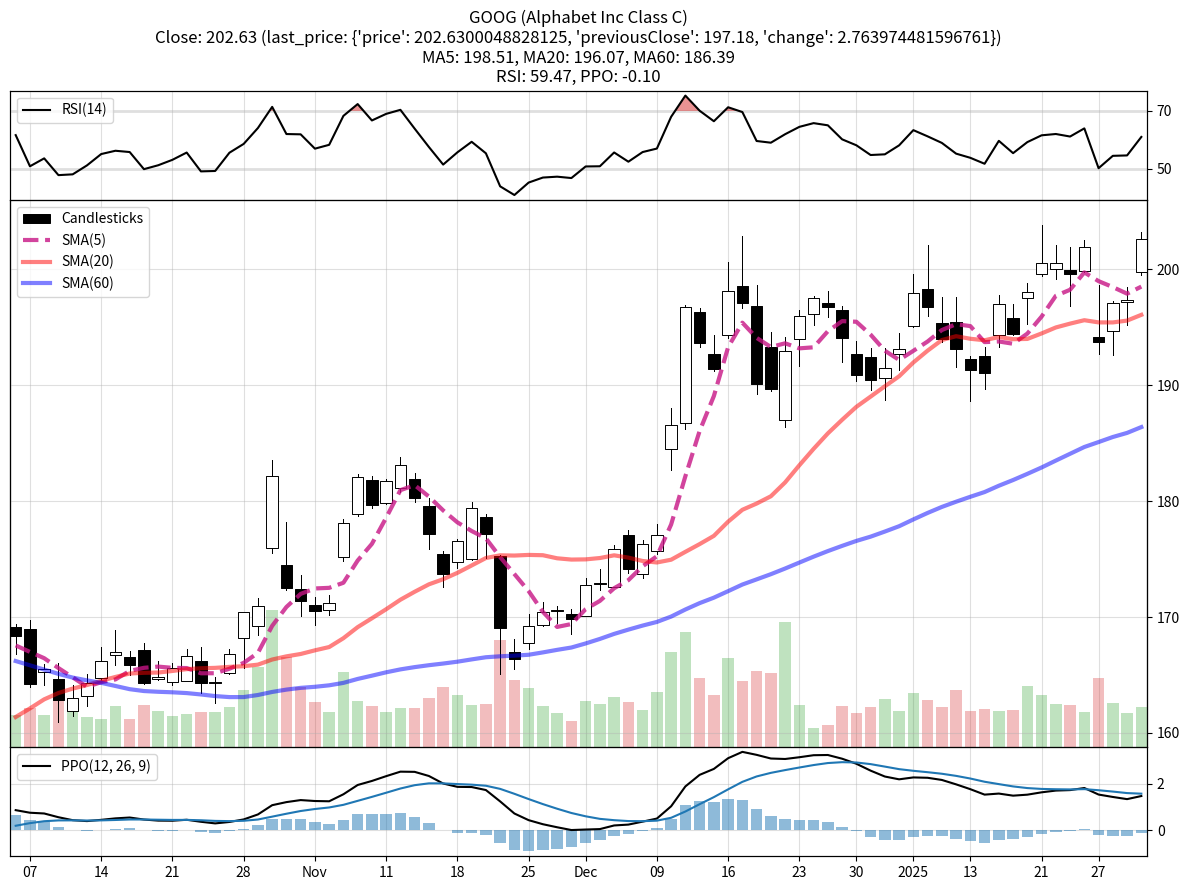 GOOG (Alphabet Inc Class C)
Close: 202.63 (last_price: {'price': 202.6300048828125, 'previousClose': 197.18, 'change': 2.763974481596761})
MA5: 198.51, MA20: 196.07, MA60: 186.39
RSI: 59.47, PPO: -0.10
RSI(14)
70
50
Candlesticks
SMA(5)
SMA(20)
SMA(60)
200
190
180
170
160
PPO(12, 26, 9)
2
0
07 14 21 28 Nov 11 18 25 Dec 09 16 23 30 2025 13 21 27